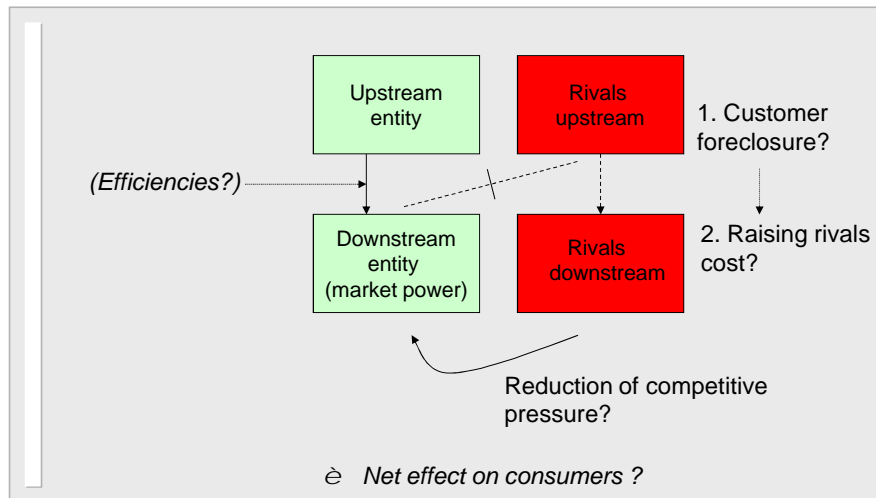 Upstream
entity
Rivals
upstream
1. Customer
foreclosure?
(Efficiencies?)
Downstream
entity
(market power)
Rivals
downstream
2. Raising rivals
cost?
Reduction of competitive
pressure?
è Net effect on consumers ?